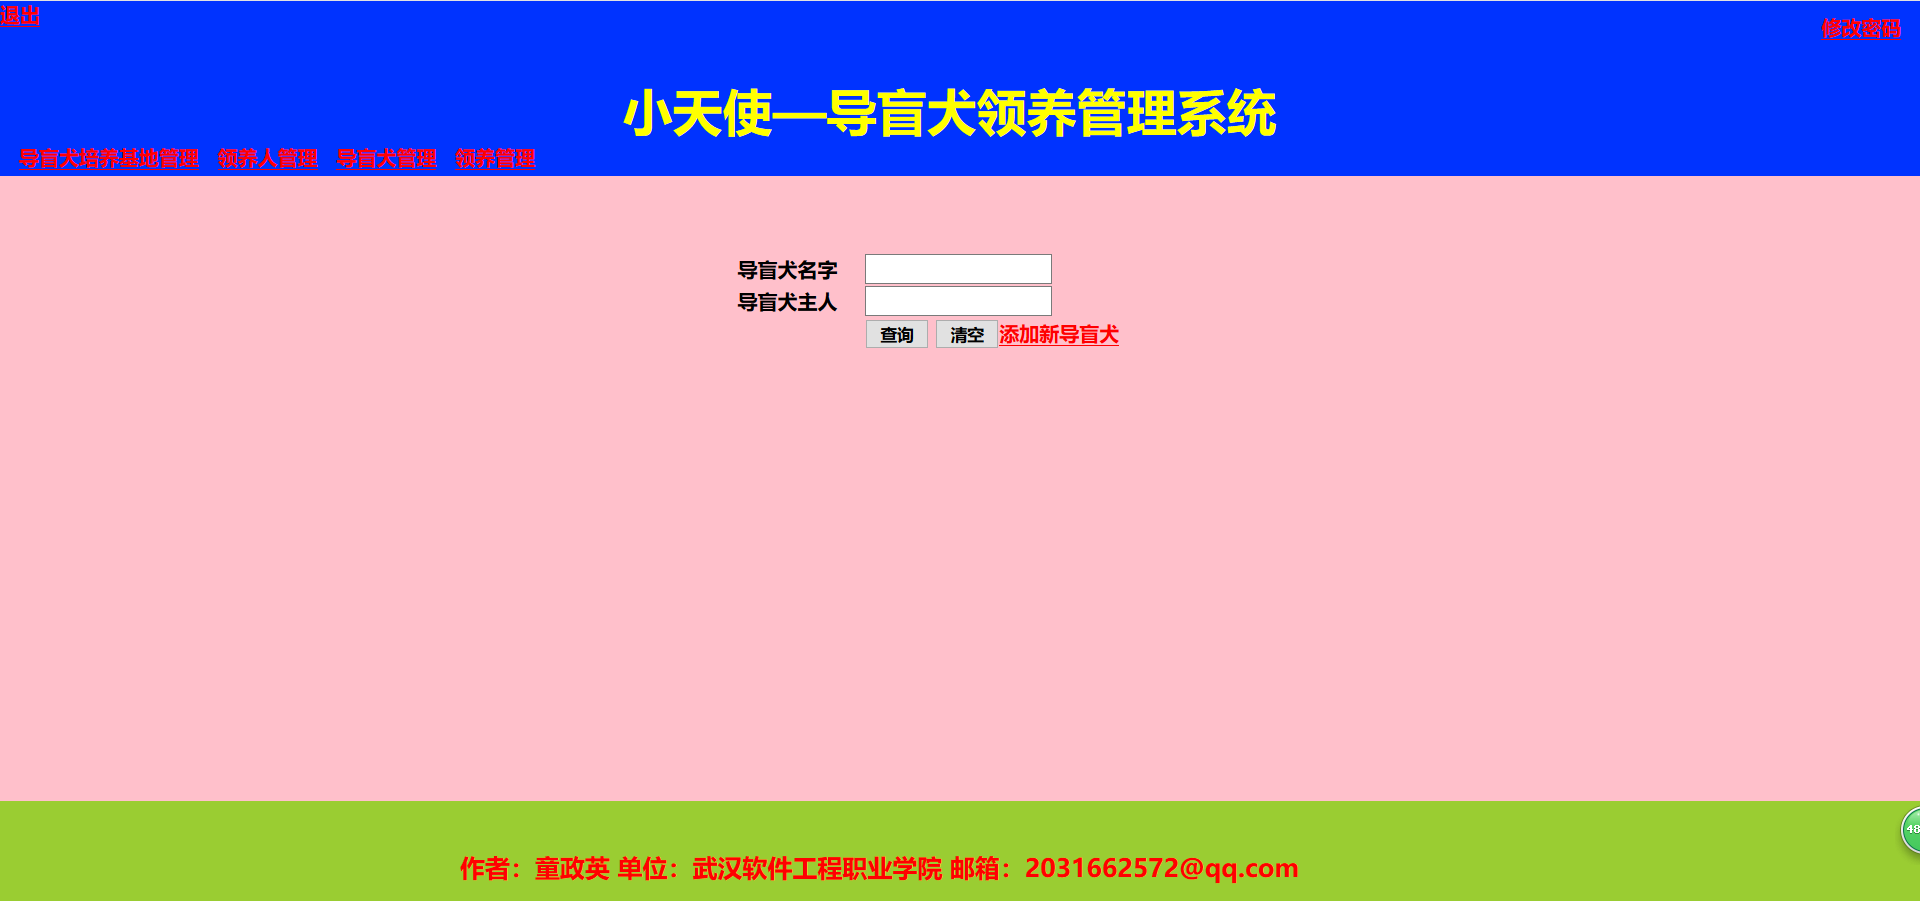 退出
修改密码
小天使—导盲犬领养管理系统
导盲犬培养基地管理 领养人管理 导盲犬管理 领养管理
导盲犬名字
导盲犬主人
查询 清空 添加新导盲犬
48
作者：童政英 单位：武汉软件工程职业学院 邮箱：2031662572@qq.com